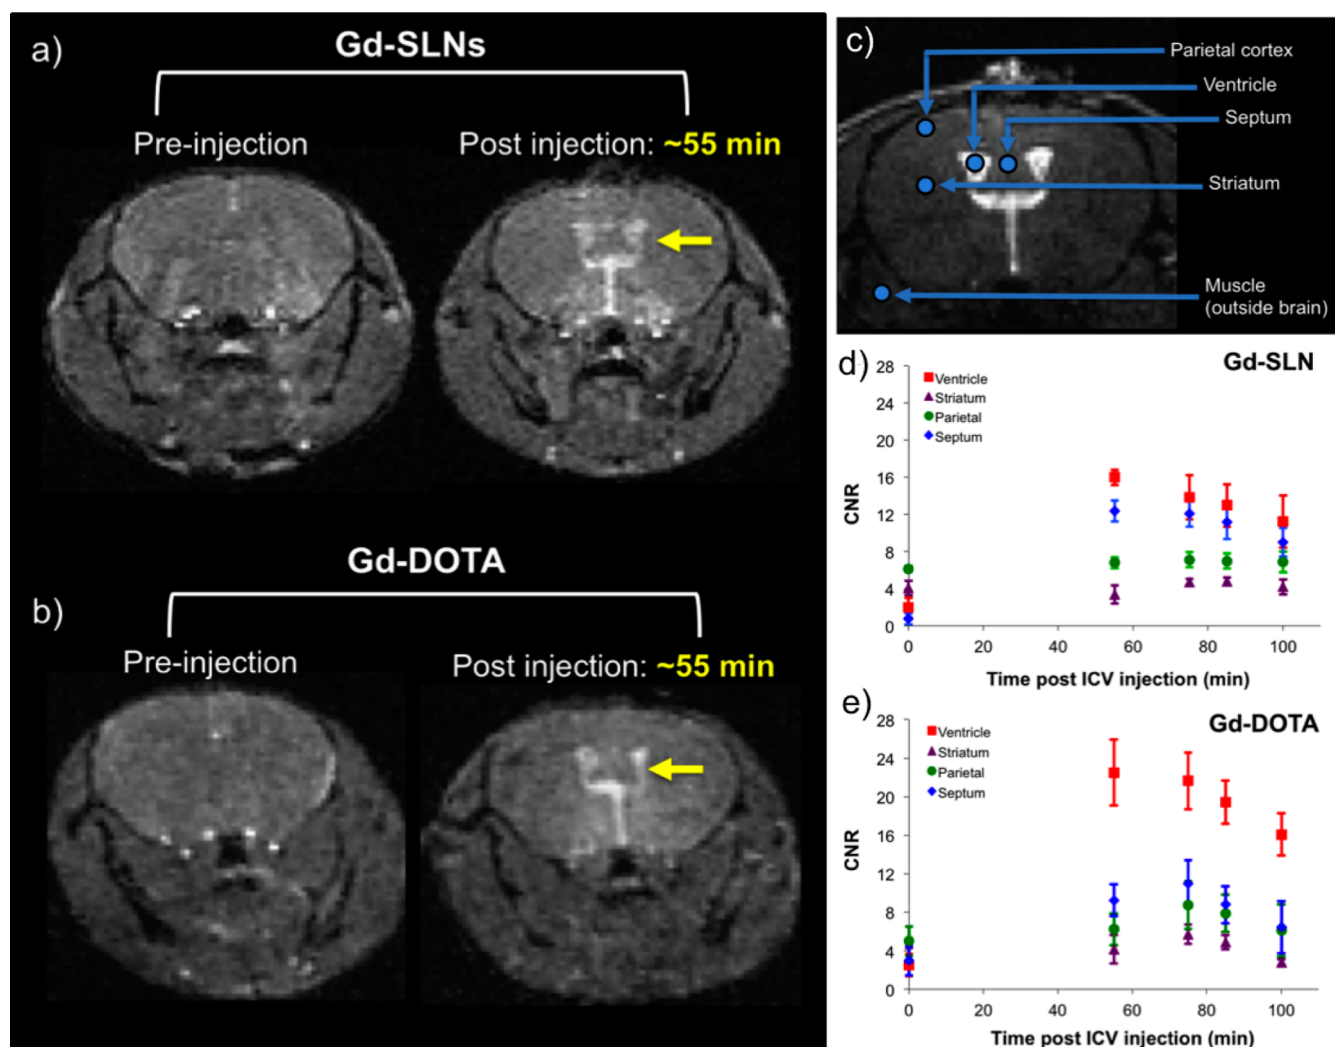 a)
Gd-SLNs
Pre-injection
Post injection: ~55 min
b)
Gd-DOTA
Pre-injection
Post injection: ~55 min
c)
Parietal cortex
Ventricle
Septum
Striatum
Muscle
(outside brain)
d)
Gd-SLN
28
24
20
16
12
8
4
0
CNR
Ventricle
Striatum
Parietal
Septum
0 20 40 60 80 100
Time post ICV injection (min)
e)
Gd-DOTA
28
24
20
16
12
8
4
0
CNR
Ventricle
Striatum
Parietal
Septum
0 20 40 60 80 100
Time post ICV injection (min)